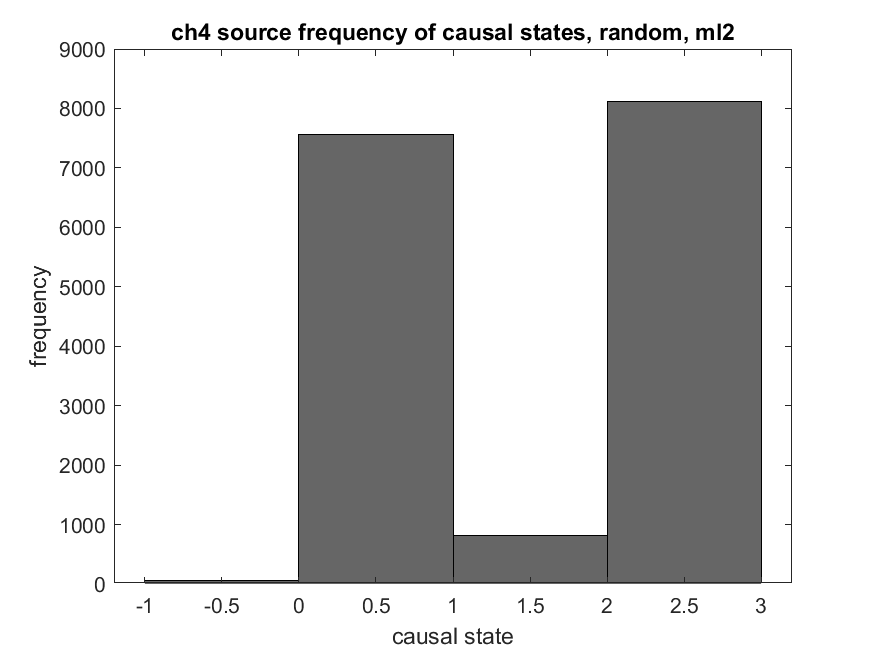 ch4 source frequency of causal states, random, ml2
9000
8000
7000
6000
5000
4000
3000
2000
1000
0
frequency
-1 -0.5 0 0.5 1 1.5 2 2.5 3
causal state